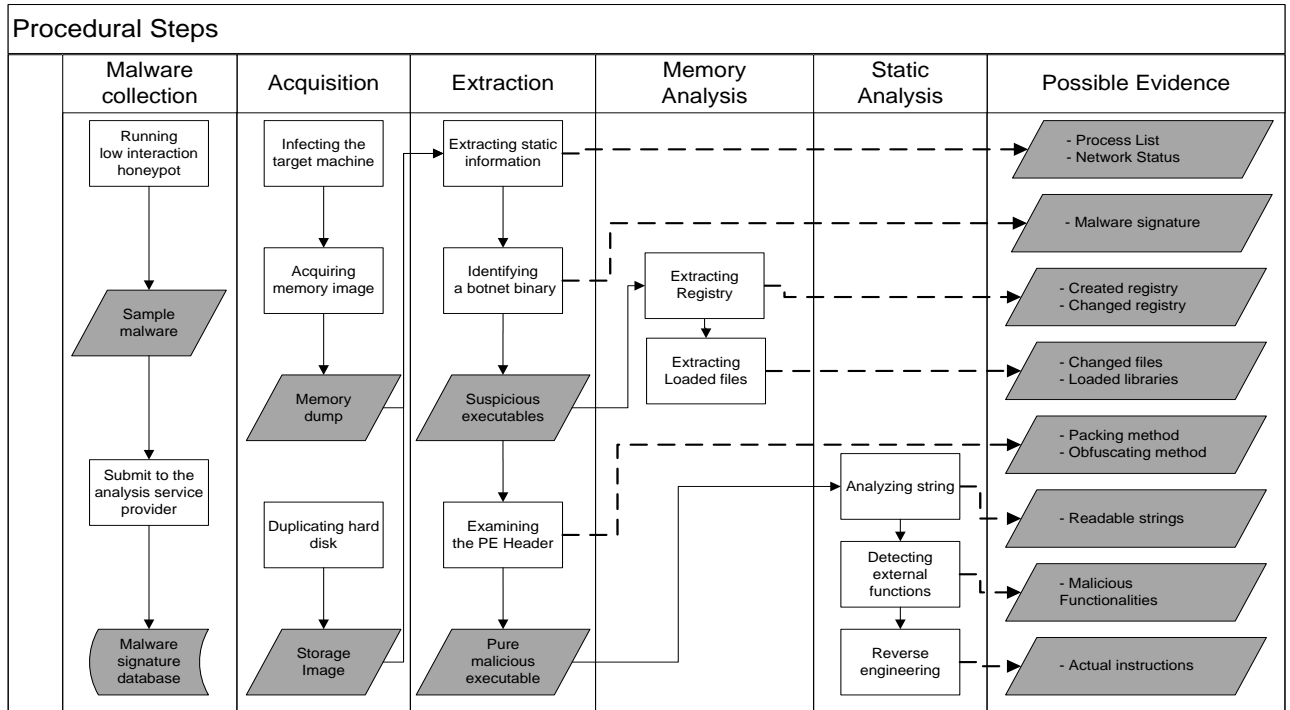 Procedural Steps
Malware
collection
Acquisition
Extraction
Memory
Analysis
Static
Analysis
Possible Evidence
Running
low interaction
honeypot
Sample
malware
Submit to the
analysis service
provider
Malware
signature
database
Infecting the
target machine
Acquiring
memory image
Memory
dump
Duplicating hard
disk
Storage
Image
Extracting static
information
Identifying
a botnet binary
Suspicious
executables
Examining
the PE Header
Pure
malicious
executable
Extracting
Registry
Extracting
Loaded files
Analyzing string
Detecting
external
functions
Reverse
engineering
- Process List
- Network Status
- Malware signature
- Created registry
- Changed registry
- Changed files
- Loaded libraries
- Packing method
- Obfuscating method
- Readable strings
- Malicious
Functionalities
- Actual instructions